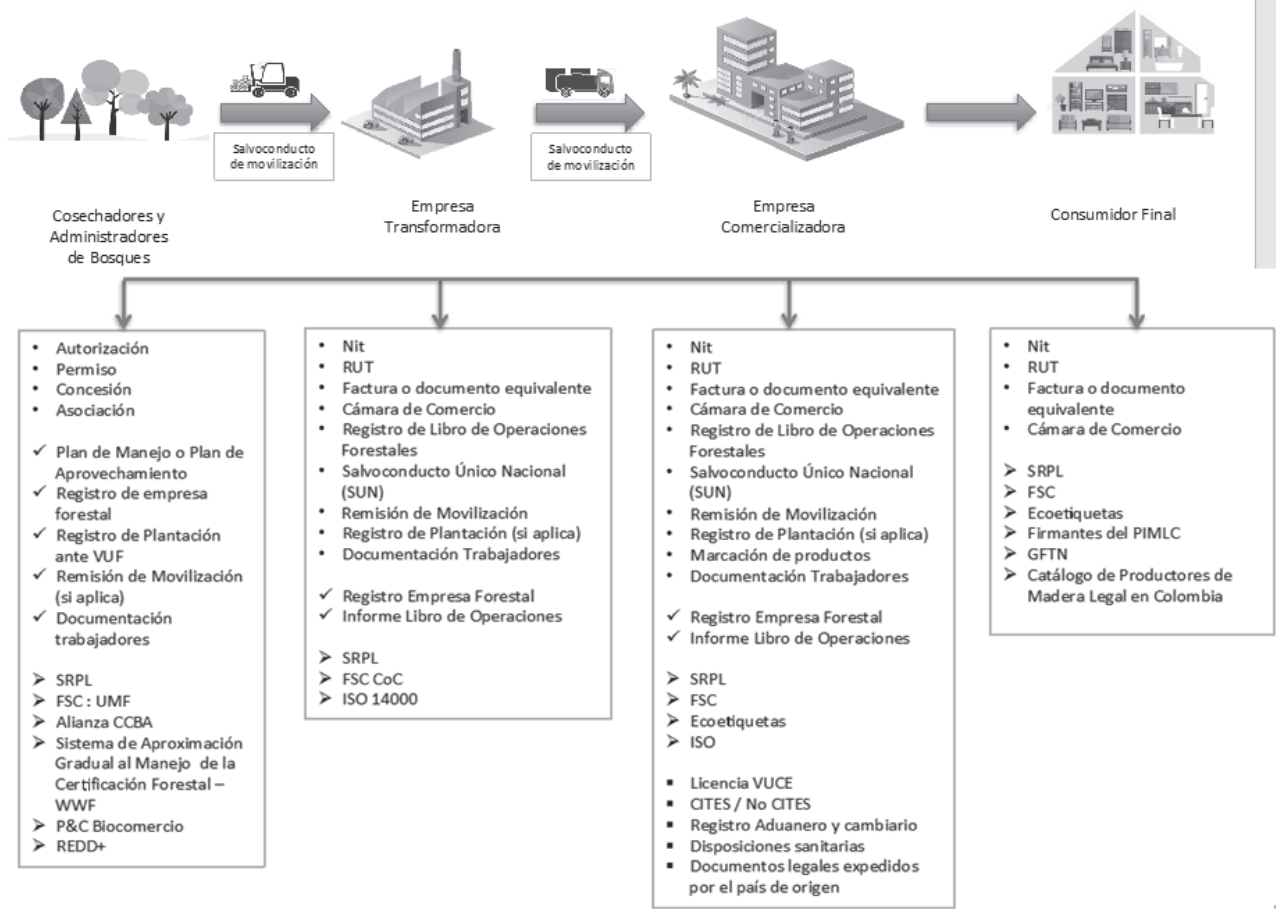 Salvoconducto
de movilización
Salvoconducto
de movilización
Cosechadores y
Administradores
de Bosques
Empresa
Transformadora
Empresa
Comercializadora
Consumidor Final
• Autorización
• Permiso
• Concesión
• Asociación
✓ Plan de Manejo o Plan de
Aprovechamiento
✓ Registro de empresa
forestal
✓ Registro de Plantación
ante VUF
✓ Remisión de Movilización
(si aplica)
✓ Documentación
trabajadores
➢ SRPL
➢ FSC : UMF
➢ Alianza CCBA
➢ Sistema de Aproximación
Gradual al Manejo de la
Certificación Forestal –
WWF
➢ P&C Biocomercio
➢ REDD+
• Nit
• RUT
• Factura o documento equivalente
• Cámara de Comercio
• Registro de Libro de Operaciones
Forestales
• Salvoconducto Único Nacional
(SUN)
• Remisión de Movilización
• Registro de Plantación (si aplica)
• Documentación Trabajadores
✓ Registro Empresa Forestal
✓ Informe Libro de Operaciones
➢ SRPL
➢ FSC CoC
➢ ISO 14000
• Nit
• RUT
• Factura o documento equivalente
• Cámara de Comercio
• Registro de Libro de Operaciones
Forestales
• Salvoconducto Único Nacional
(SUN)
• Remisión de Movilización
• Registro de Plantación (si aplica)
• Marcación de productos
• Documentación Trabajadores
✓ Registro Empresa Forestal
✓ Informe Libro de Operaciones
➢ SRPL
➢ FSC
➢ Ecoetiquetas
➢ ISO
▪ Licencia VUCE
▪ CITES / No CITES
▪ Registro Aduanero y cambiario
▪ Disposiciones sanitarias
▪ Documentos legales expedidos
por el país de origen
• Nit
• RUT
• Factura o documento
equivalente
• Cámara de Comercio
➢ SRPL
➢ FSC
➢ Ecoetiquetas
➢ Firmantes del PIMLC
➢ GFTN
➢ Catálogo de Productores de
Madera Legal en Colombia